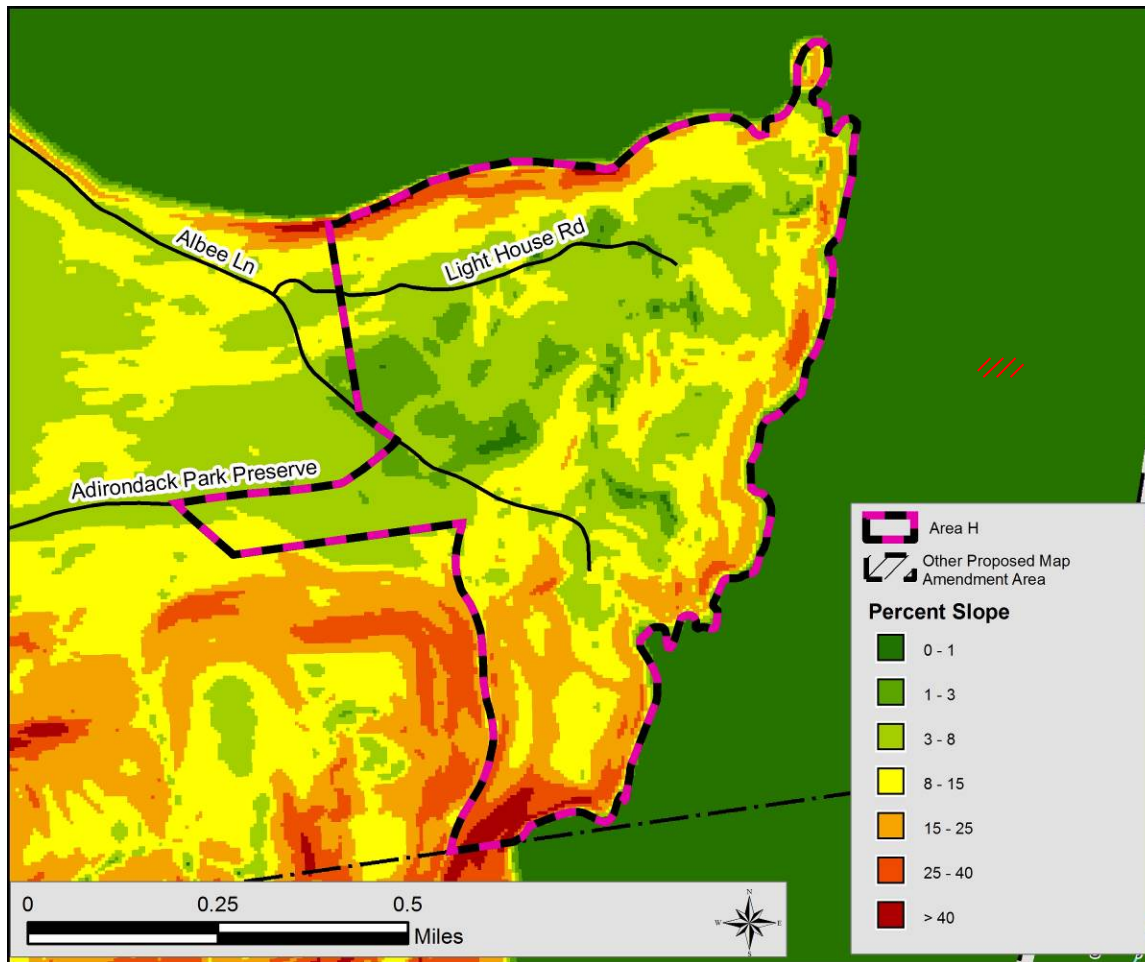 Albee Ln
Light House Rd
Adirondack Park Preserve
Area H
Other Proposed Map
Amendment Area
Percent Slope
0 - 1
1 - 3
3 - 8
8 - 15
15 - 25
25 - 40
> 40
0 0.25 0.5
Miles
N
W E
S